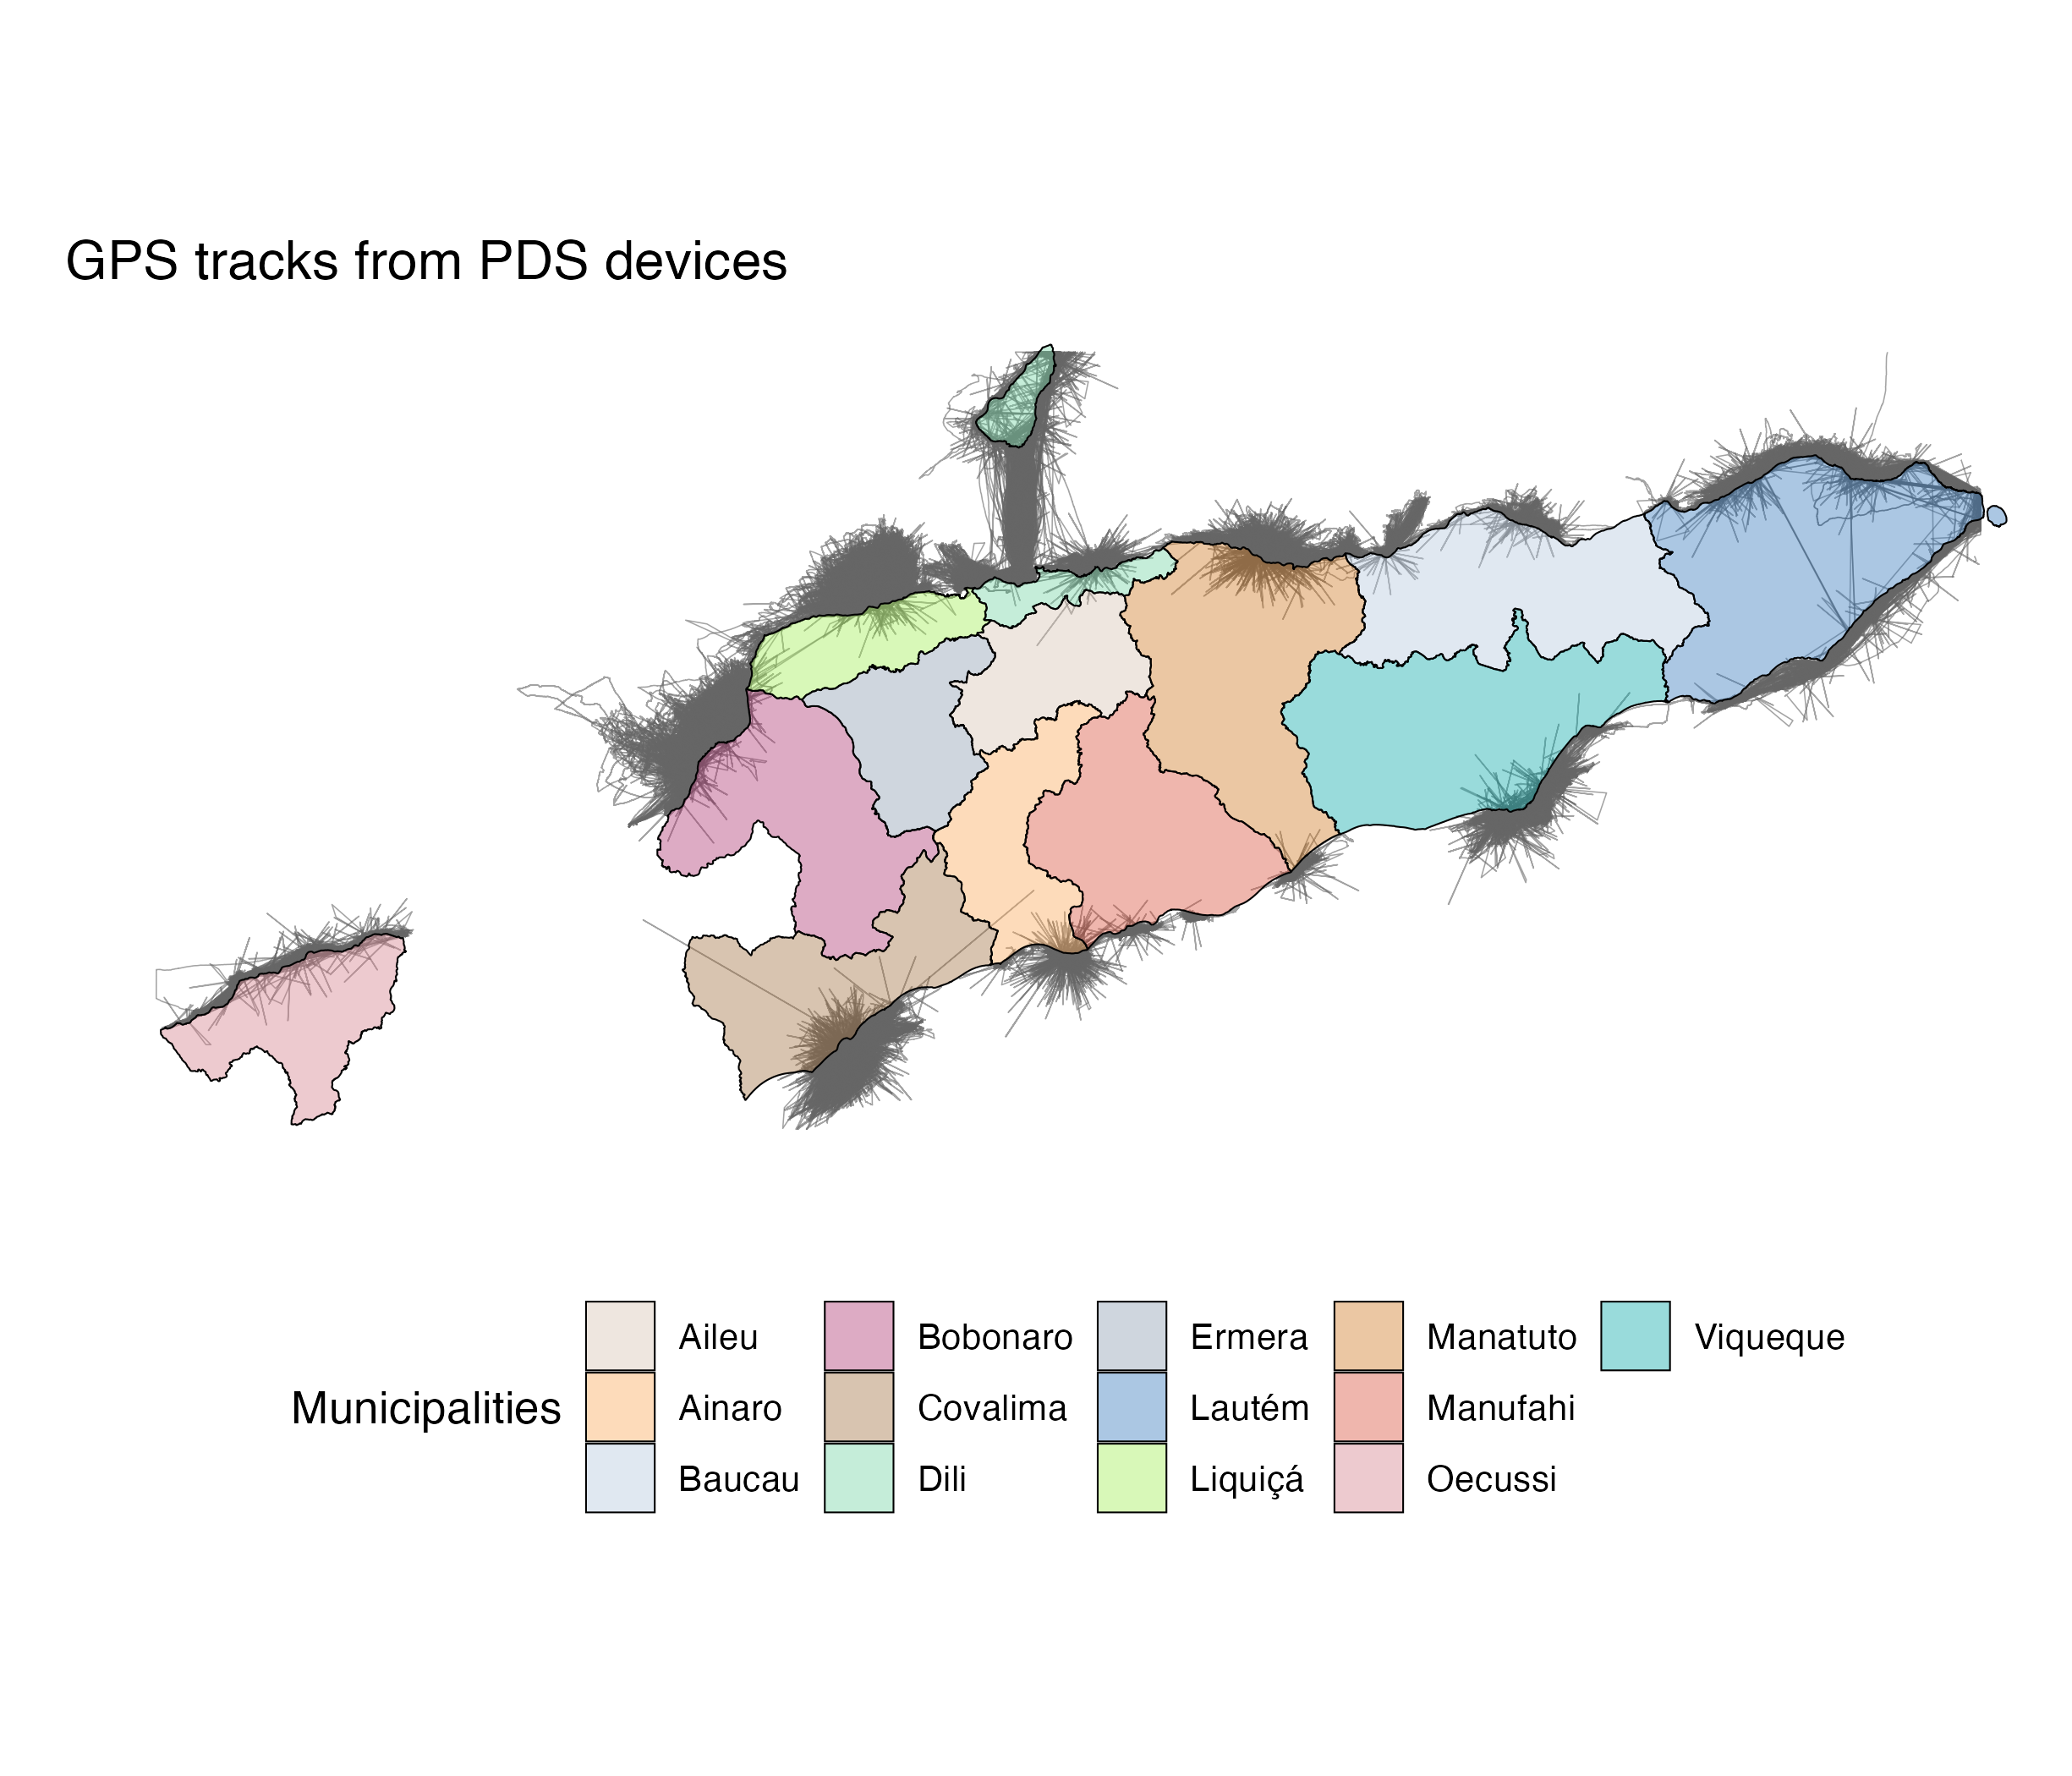 GPS tracks from PDS devices
Municipalities
Aileu
Ainaro
Baucau
Bobonaro
Covalima
Dili
Ermera
Lautém
Liquiçá
Manatuto
Manufahi
Oecussi
Viqueque